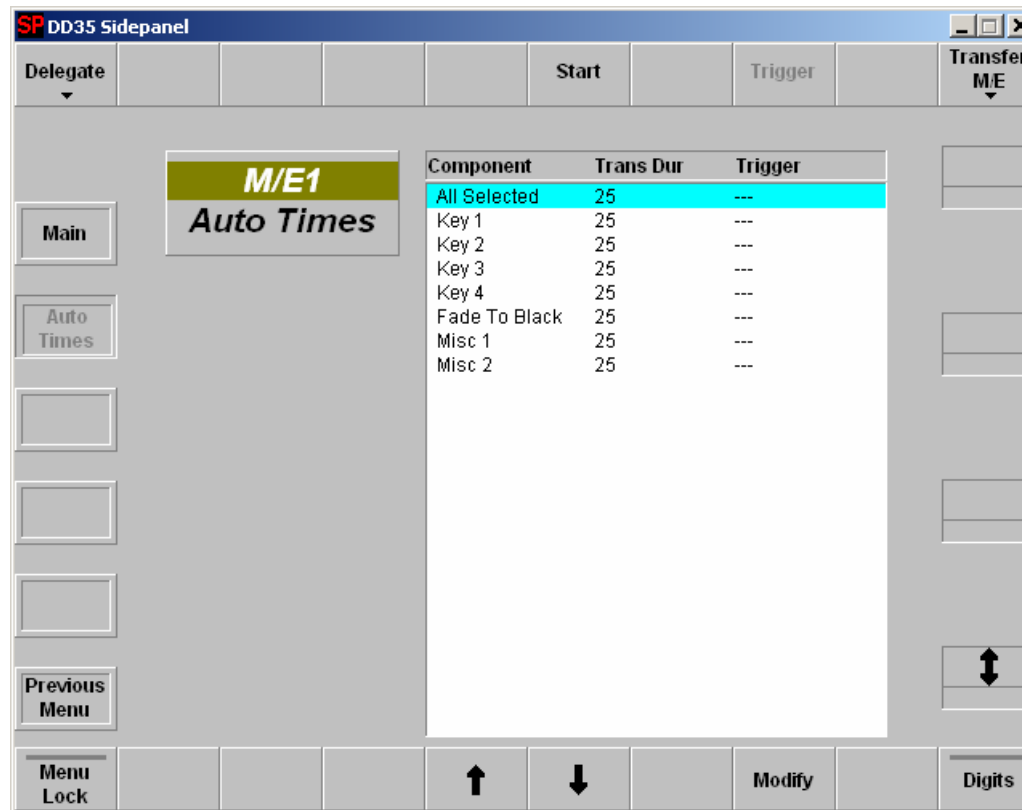 SP DD35 Sidepanel
Delegate Start Trigger Transfer M/E
M/E1
Auto Times
Component Trans Dur Trigger
All Selected 25 ---
Key 1 25 ---
Key 2 25 ---
Key 3 25 ---
Key 4 25 ---
Fade To Black 25 ---
Misc 1 25 ---
Misc 2 25 ---
Main
Auto
Times
Previous
Menu
Menu
Lock
Modify
Digits